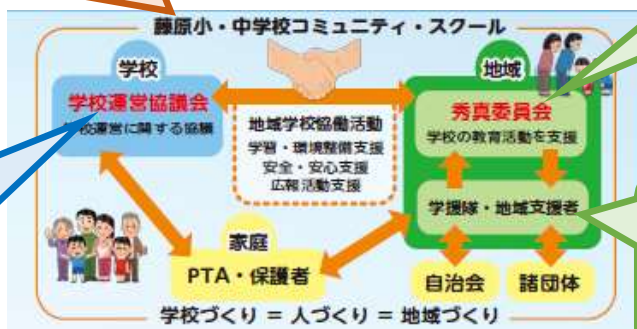 藤原小・中学校コミュニティ・スクール
学校
学校運営協議会
学校運営に関する協議
地域学校協働活動
学習・環境整備支援
安全・安心支援
広報活動支援
地域
秀真委員会
学校の教育活動を支援
学援隊・地域支援者
家庭
PTA・保護者
自治会
諸団体
学校づくり = 人づくり = 地域づくり